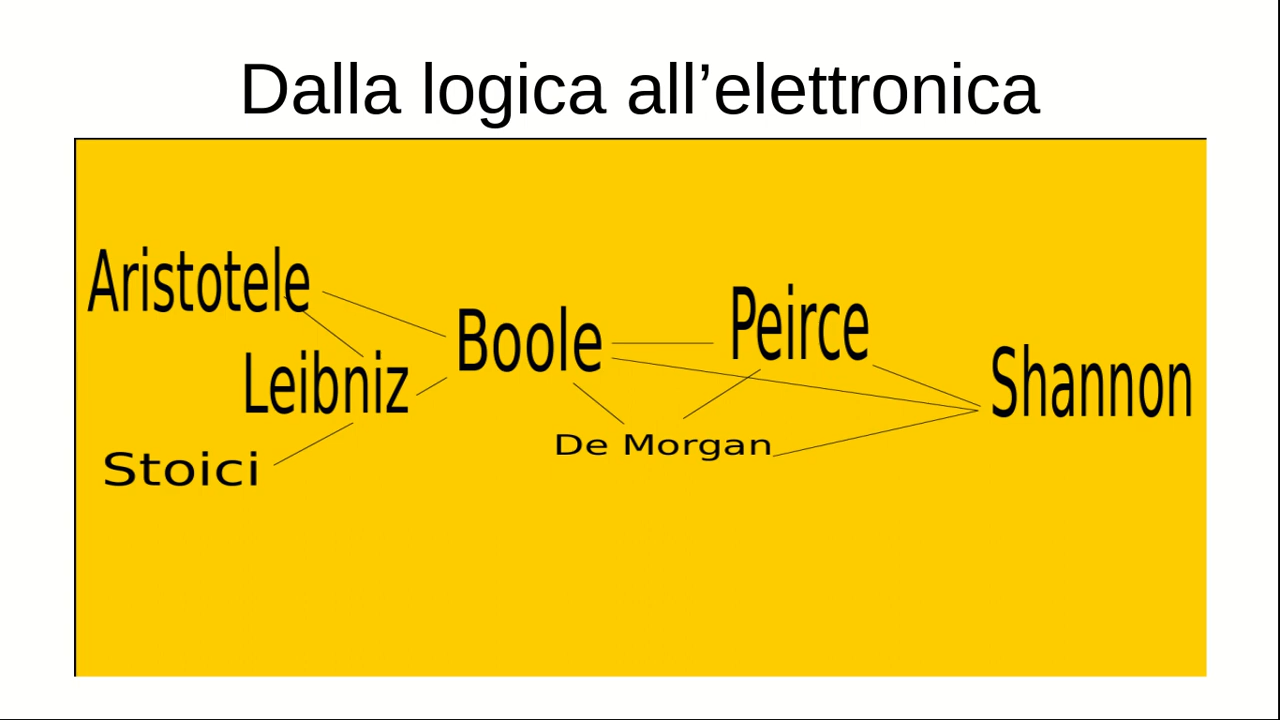 Dalla logica all’elettronica
Aristotele
Leibniz
Stoici
Boole
De Morgan
Peirce
Shannon